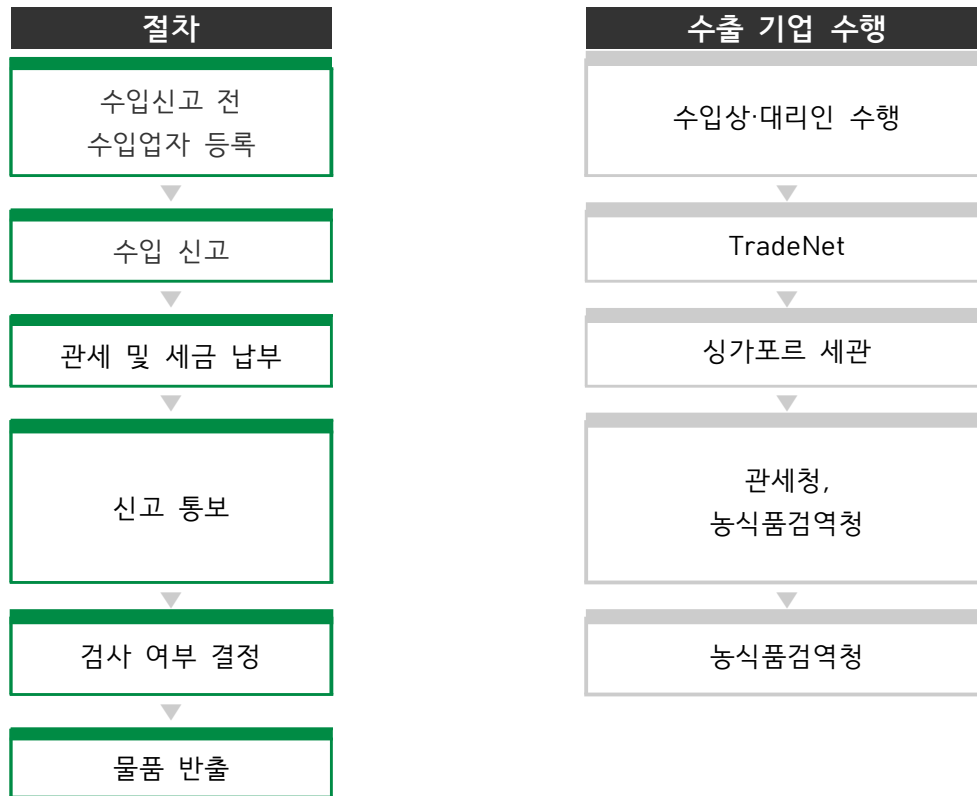 절차
수출 기업 수행
수입신고 전
수입업자 등록
수입상·대리인 수행
수입 신고
TradeNet
관세 및 세금 납부
싱가포르 세관
신고 통보
관세청,
농식품검역청
검사 여부 결정
농식품검역청
물품 반출